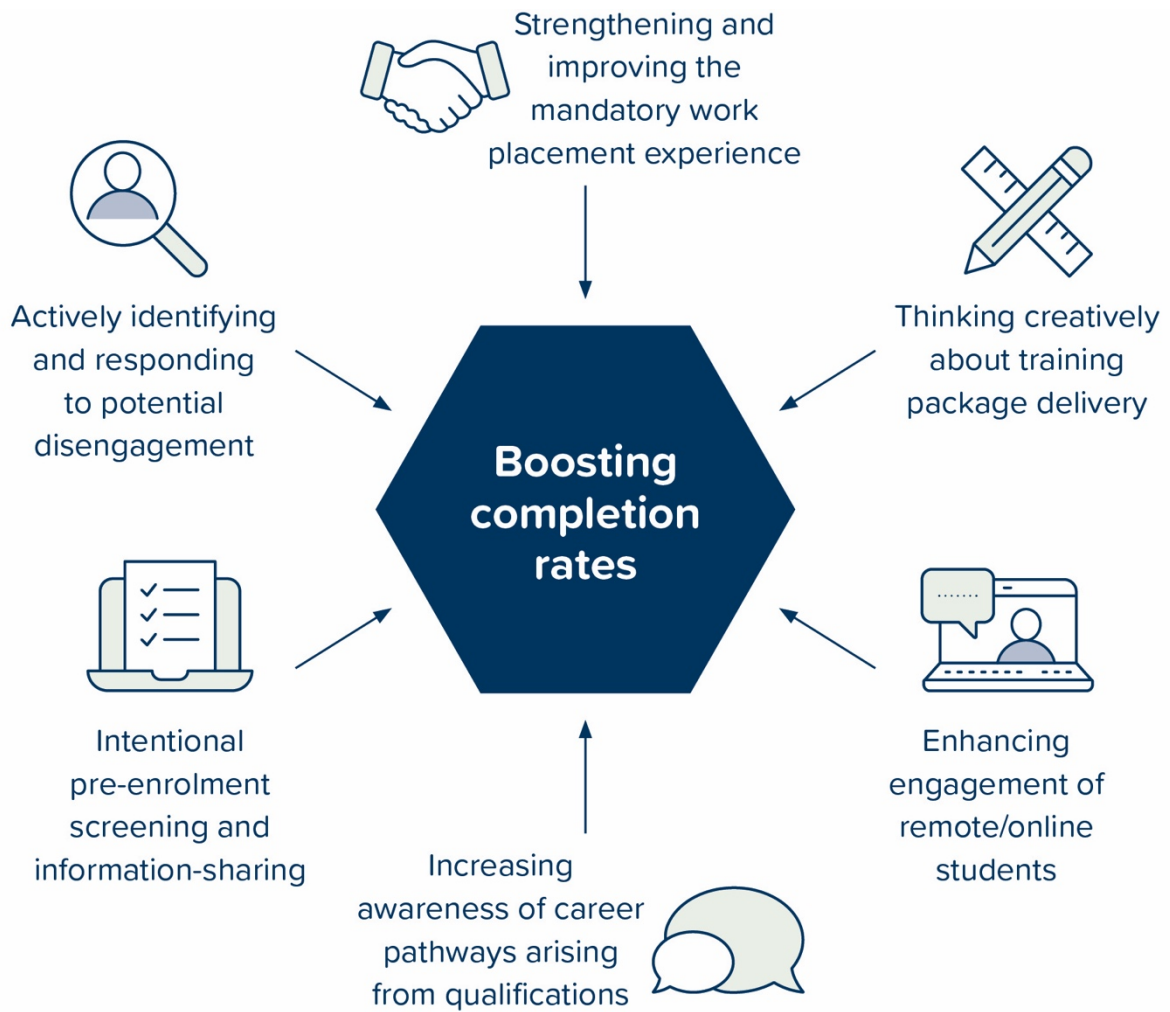 Strengthening and
improving the
mandatory work
placement experience
Actively identifying
and responding
to potential
disengagement
Thinking creatively
about training
package delivery
Boosting
completion
rates
Intentional
pre-enrolment
screening and
information-sharing
Enhancing
engagement of
remote/online
students
Increasing
awareness of career
pathways arising
from qualifications